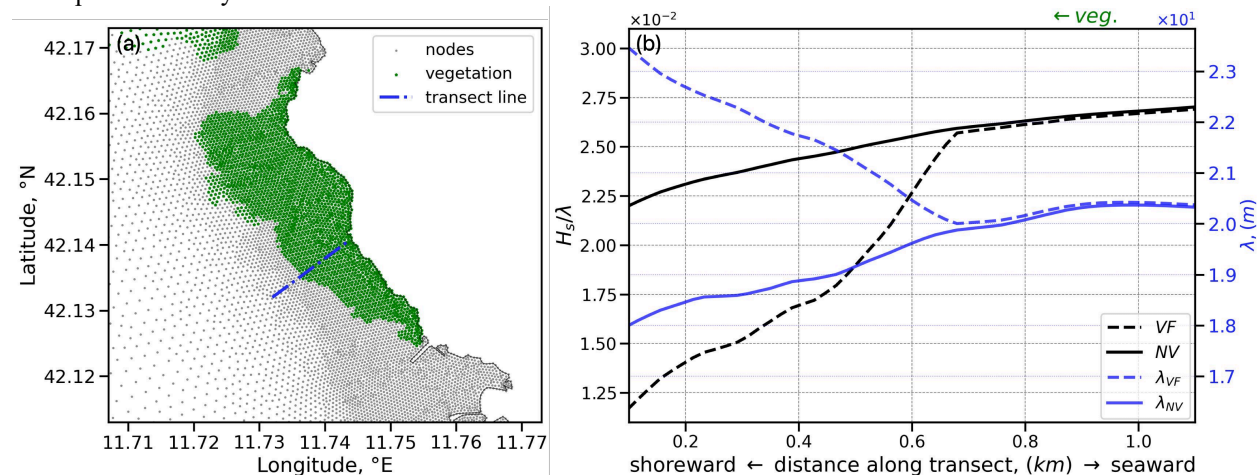 (a)
nodes
vegetation
transect line
42.17
42.16
42.15
42.14
42.13
42.12
Latitude, °N
11.71 11.72 11.73 11.74 11.75 11.76 11.77
Longitude, °E
×10⁻² ← veg. ×10¹
(b)
3.00
2.75
2.50
2.25
2.00
1.75
1.50
1.25
H_s/λ
2.3
2.2
2.1
2.0
1.9
1.8
1.7
λ, (m)
VF
NV
λ_VF
λ_NV
0.2 0.4 0.6 0.8 1.0
shoreward ← distance along transect, (km) → seaward